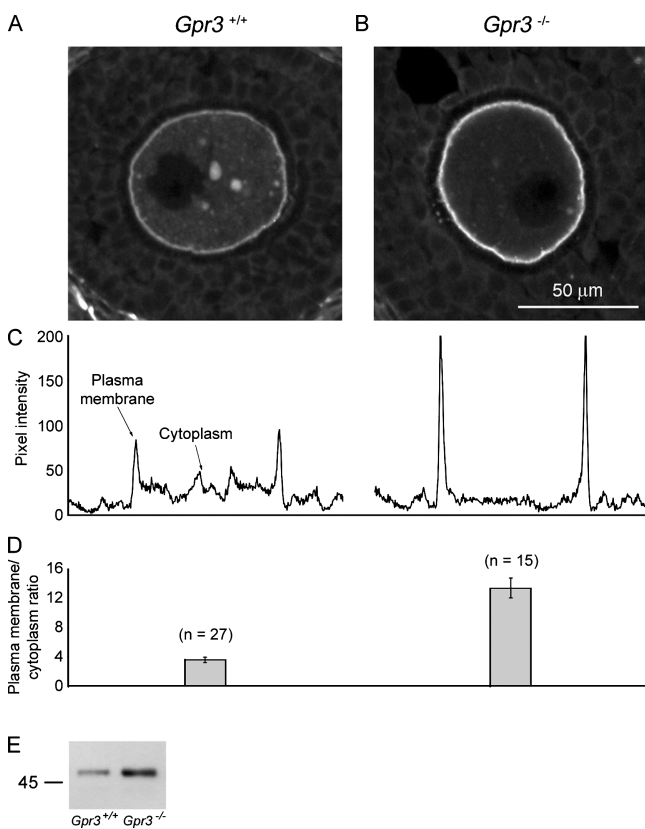 A Gpr3 +/+
B Gpr3 -/-
50 μm
C
Pixel intensity
200
150
100
50
0
Plasma
membrane
Cytoplasm
D
Plasma membrane/
cytoplasm ratio
16
12
8
4
0
(n = 27)
(n = 15)
E
45
Gpr3+/+ Gpr3-/-